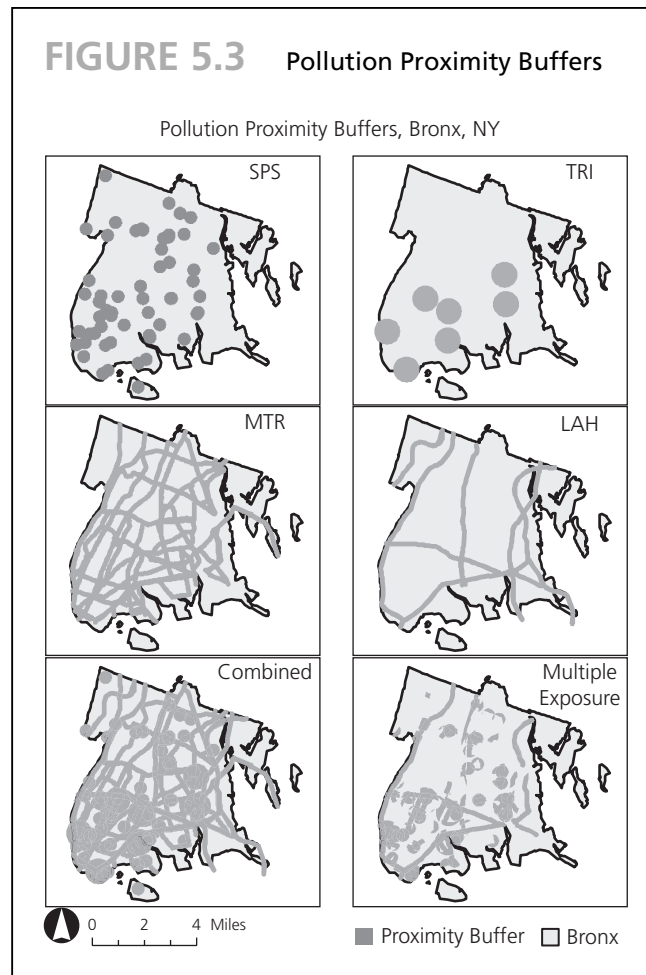 FIGURE 5.3 Pollution Proximity Buffers
Pollution Proximity Buffers, Bronx, NY
SPS
TRI
MTR
LAH
Combined
Multiple
Exposure
0 2 4 Miles
Proximity Buffer Bronx